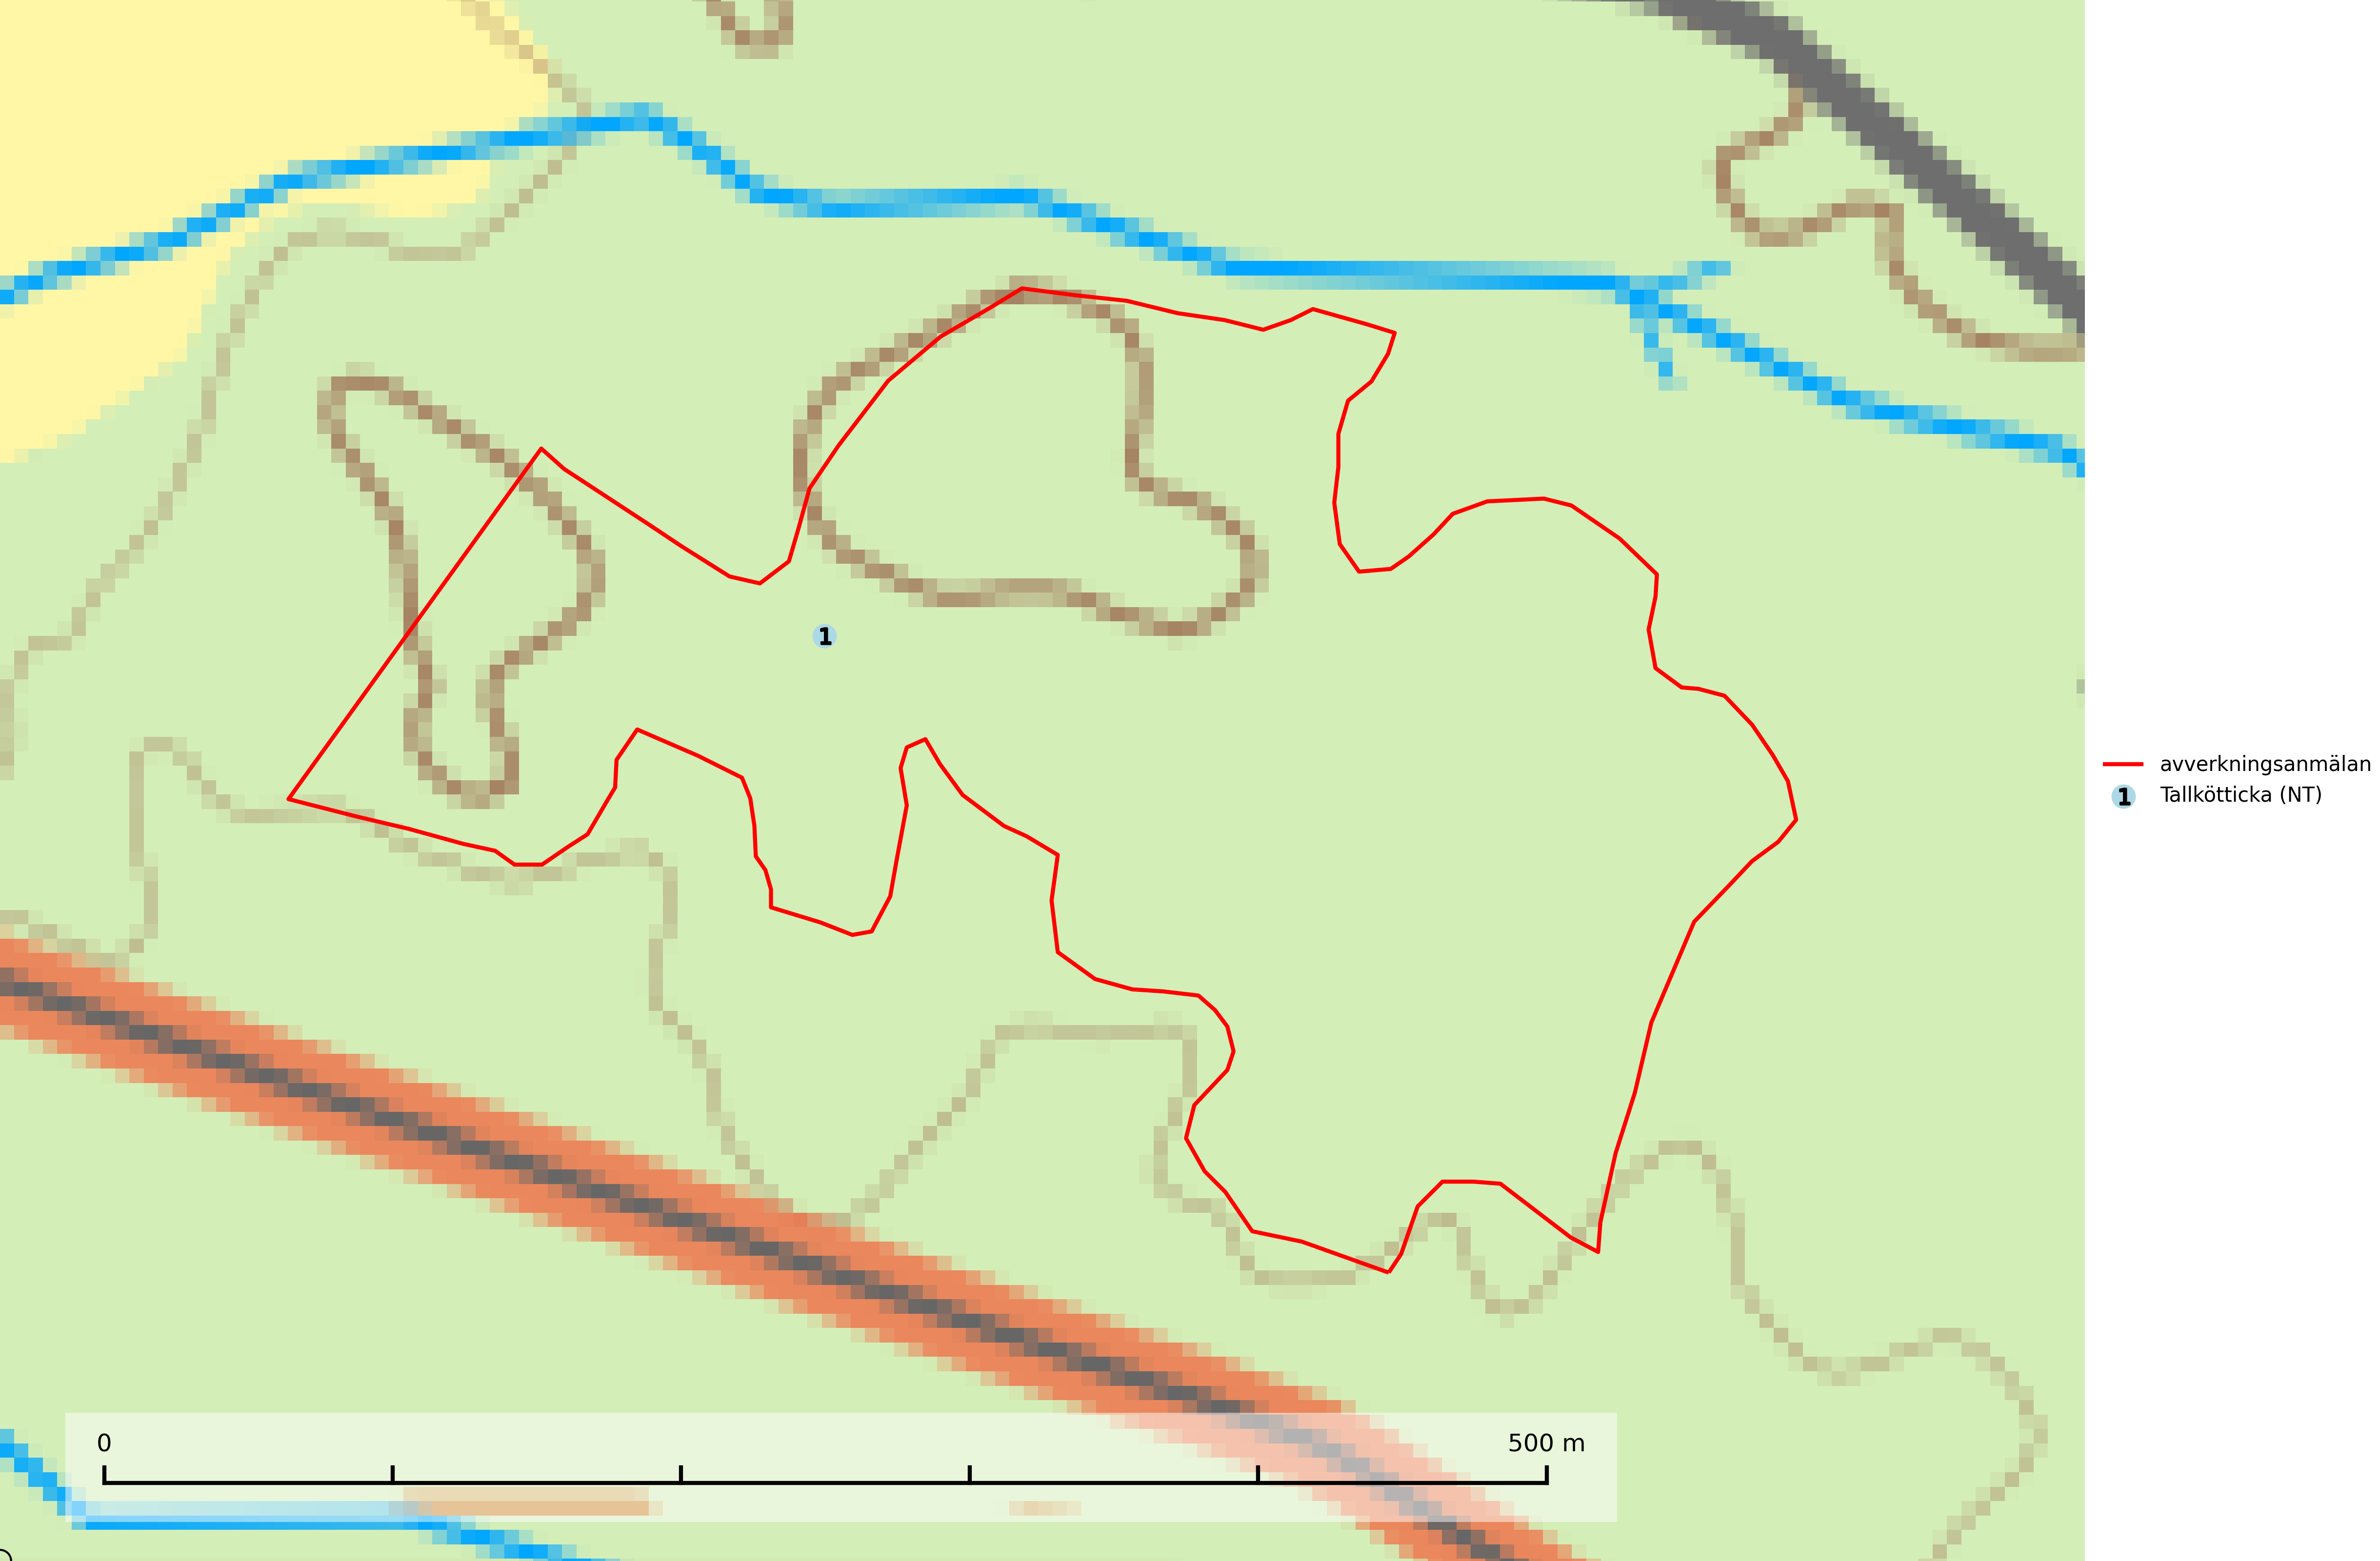 1
avverkningsanmälan
1 Tallkötticka (NT)
0 500 m